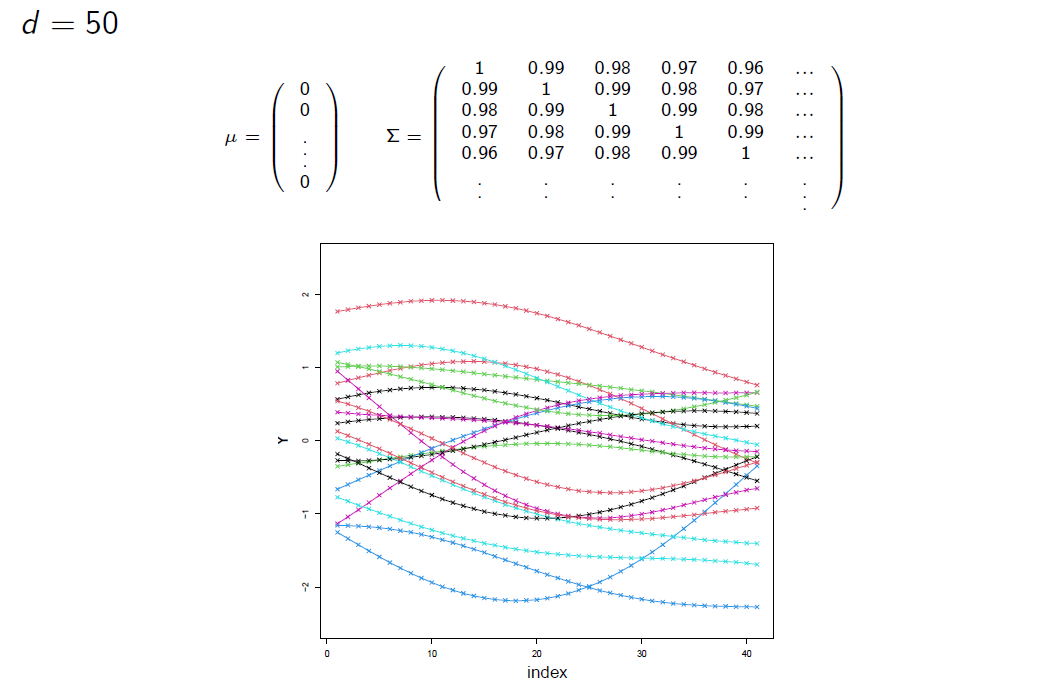 d = 50
μ = ( 0 0 . . . 0 ) Σ = ( 1 0.99 0.98 0.97 0.96 ...
0.99 1 0.99 0.98 0.97 ...
0.98 0.99 1 0.99 0.98 ...
0.97 0.98 0.99 1 0.99 ...
0.96 0.97 0.98 0.99 1 ...
. . . . . .
. . . . . .
. )
2
1
0
−1
−2
Y
0 10 20 30 40
index